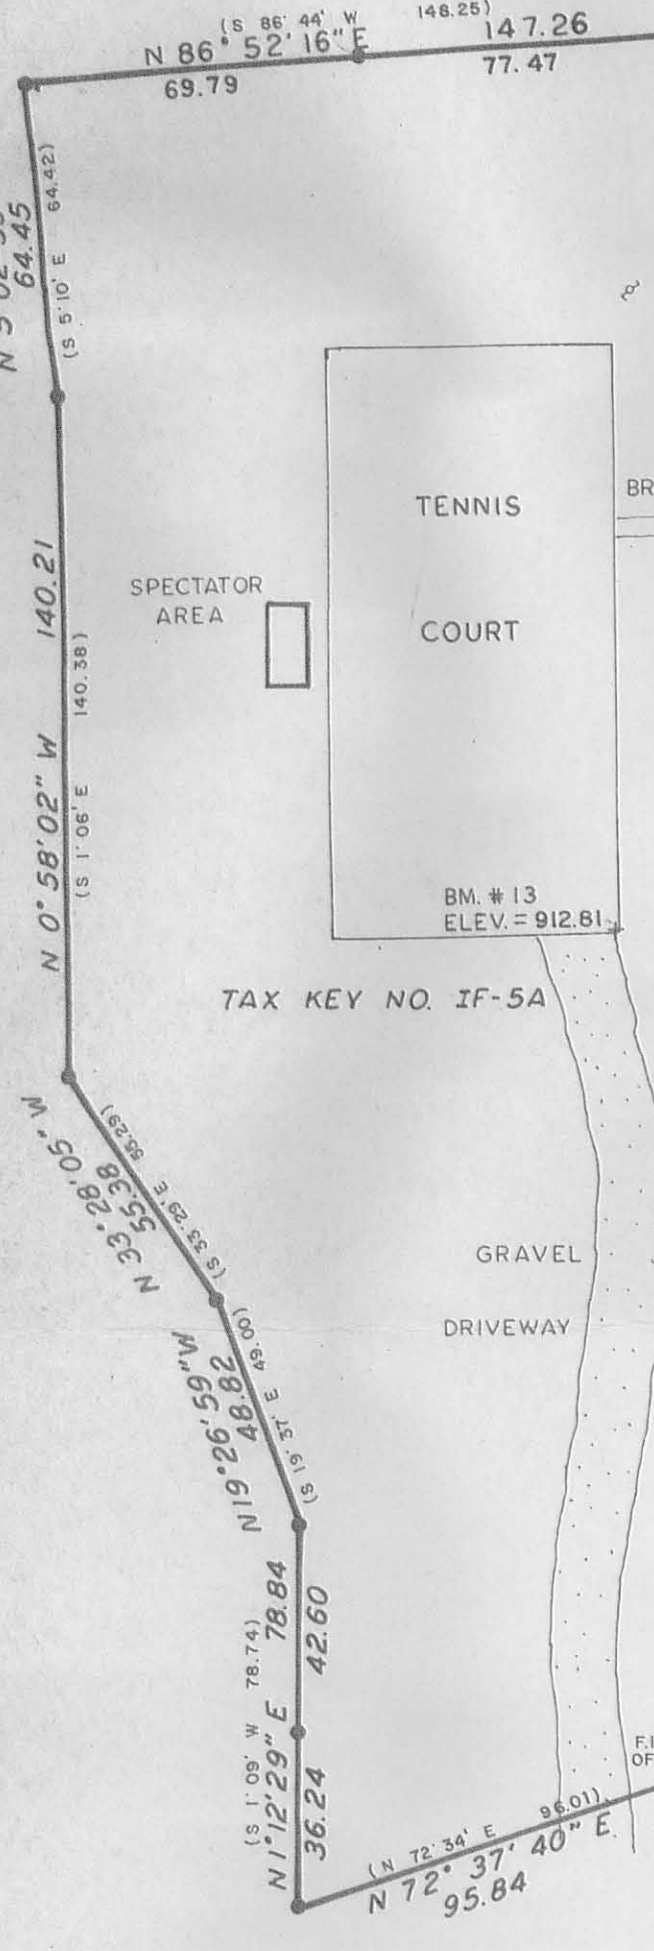 (S 86° 44' W 148.25)
N 86° 52' 16" E 147.26
69.79
77.47
64.45
(S 5°10' E 64.42)
TENNIS
COURT
BR
SPECTATOR
AREA
N 0°58'02" W 140.21
(S 1°06' E 140.38)
BM. # 13
ELEV. = 912.81
TAX KEY NO. IF-5A
N 33° 28' 05" W
55.38
(S 33°29' E 55.29)
GRAVEL
DRIVEWAY
N19°26'59"W
48.82
(S 19° 37' E 49.00)
(S 1°09' W 78.74)
N1°12'29" E 78.84
42.60
36.24
F.I
OF
(N 72° 34' E 96.01)
N 72° 37' 40" E
95.84